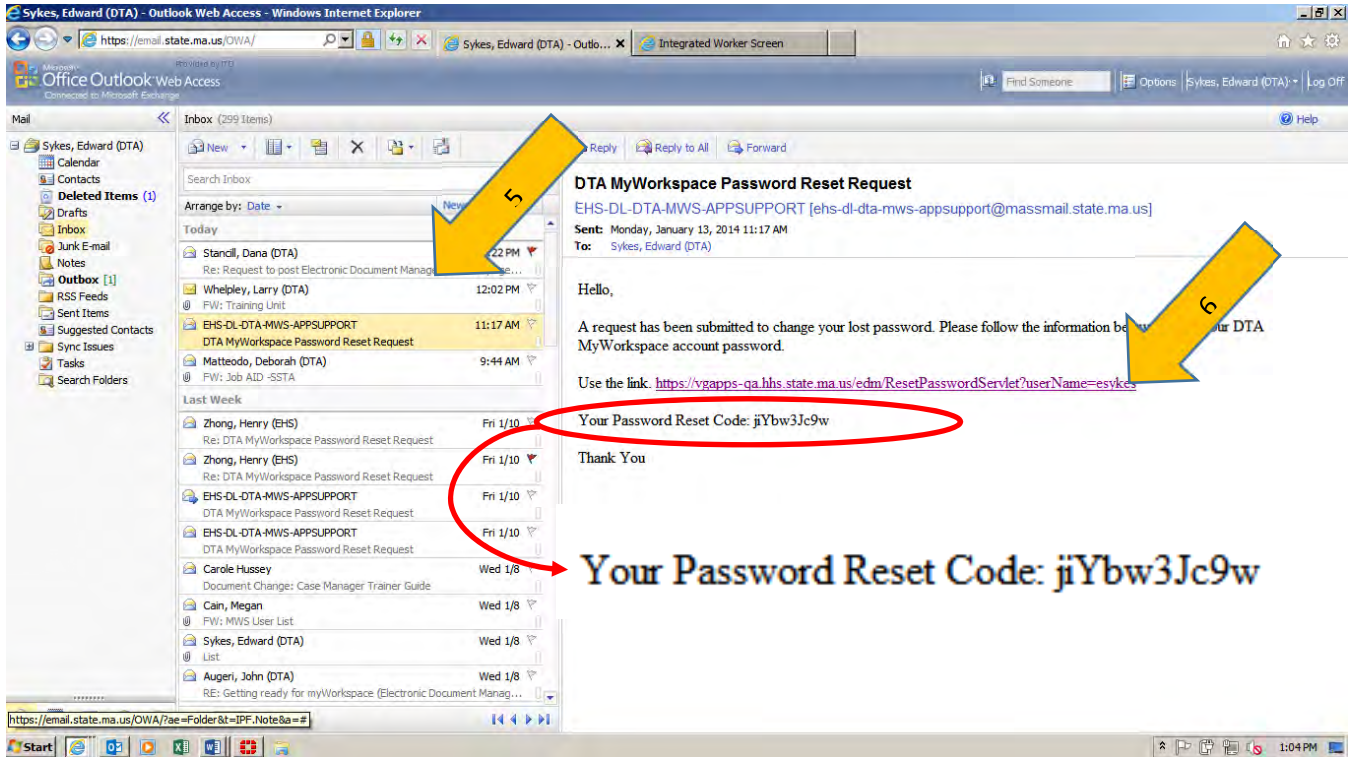 Sykes, Edward (DTA) - Outlook Web Access - Windows Internet Explorer
https://email.state.ma.us/OWA/
Sykes, Edward (DTA) - Outlo...
Integrated Worker Screen
Microsoft
Provided by ITD
Office Outlook Web Access
Connected to Microsoft Exchange
Find Someone
Options
Sykes, Edward (DTA)
Log Off
Mail
Inbox (299 Items)
Help
Sykes, Edward (DTA)
Calendar
Contacts
Deleted Items (1)
Drafts
Inbox
Junk E-mail
Notes
Outbox [1]
RSS Feeds
Sent Items
Suggested Contacts
Sync Issues
Tasks
Search Folders
New
Search Inbox
Arrange by: Date
Today
Stancil, Dana (DTA)
:22 PM
Re: Request to post Electronic Document
Whelpley, Larry (DTA) 12:02 PM
FW: Training Unit
EHS-DL-DTA-MWS-APPSUPPORT 11:17 AM
DTA MyWorkspace Password Reset Request
Matteodo, Deborah (DTA) 9:44 AM
FW: Job AID -SSTA
Last Week
Zhong, Henry (EHS) Fri 1/10
Re: DTA MyWorkspace Password Reset Request
Zhong, Henry (EHS) Fri 1/10
Re: DTA MyWorkspace Password Reset Request
EHS-DL-DTA-MWS-APPSUPPORT Fri 1/10
DTA MyWorkspace Password Reset Request
EHS-DL-DTA-MWS-APPSUPPORT Fri 1/10
DTA MyWorkspace Password Reset Request
Carole Hussey Wed 1/8
Document Change: Case Manager Trainer Guide
Cain, Megan Wed 1/8
FW: MWS User List
Sykes, Edward (DTA) Wed 1/8
List
Augeri, John (DTA) Wed 1/8
RE: Getting ready for myWorkspace (Electronic Document Manag...
5
Reply
Reply to All
Forward
DTA MyWorkspace Password Reset Request
EHS-DL-DTA-MWS-APPSUPPORT [ehs-dl-dta-mws-appsupport@massmail.state.ma.us]
Sent: Monday, January 13, 2014 11:17 AM
To: Sykes, Edward (DTA)
Hello,
A request has been submitted to change your lost password. Please follow the information DTA
MyWorkspace account password.
Use the link. https://vgapps-qa.hhs.state.ma.us/edm/ResetPasswordServlet?userName=esykes
6
Your Password Reset Code: jiYbw3Jc9w
Thank You
Your Password Reset Code: jiYbw3Jc9w
https://email.state.ma.us/OWA/?ae=Folder&t=IPF.Note&a=#
Start
1:04 PM